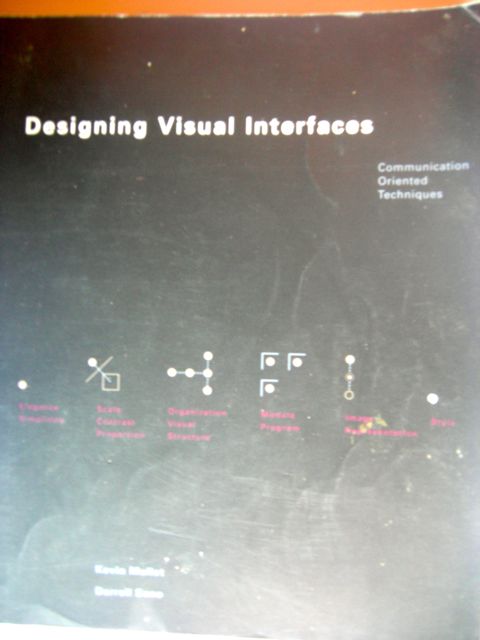 Designing Visual Interfaces
Communication
Oriented
Techniques
Elegance
Simplicity
Scale
Contrast
Proportion
Organization
Visual
Structure
Module
Program
Image
Representation
Style
Kevin Mullet
Darrell Sano